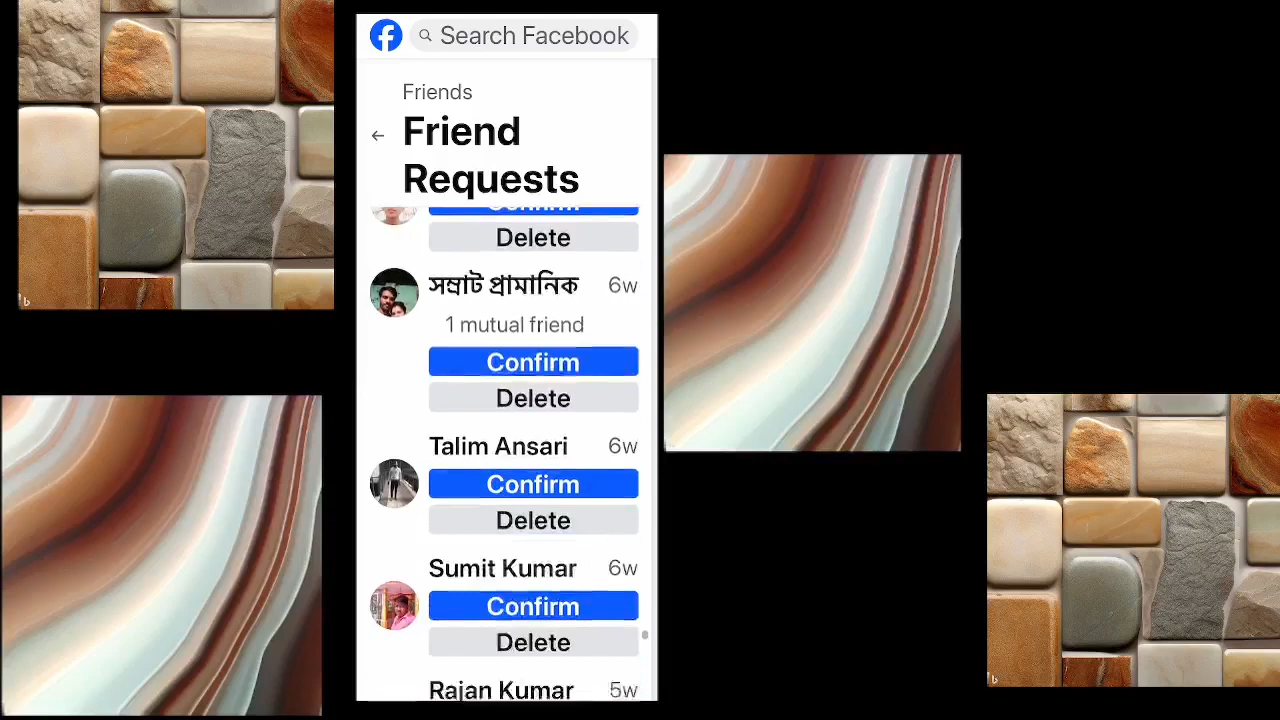 Search Facebook
Friends
Friend
Requests
Confirm
Delete
সম্রাট প্রামানিক 6w
1 mutual friend
Confirm
Delete
Talim Ansari 6w
Confirm
Delete
Sumit Kumar 6w
Confirm
Delete
Rajan Kumar 5w
b
b